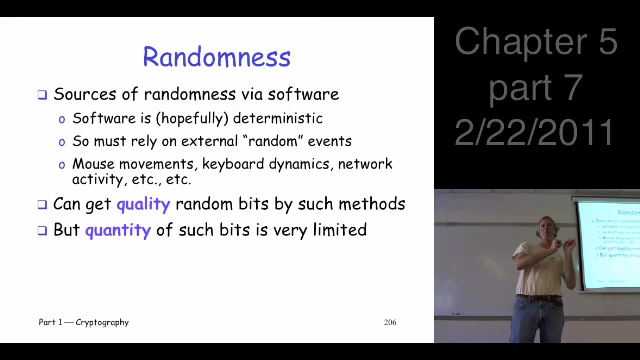 Randomness
Sources of randomness via software
Software is (hopefully) deterministic
So must rely on external “random” events
Mouse movements, keyboard dynamics, network
activity, etc., etc.
Can get quality random bits by such methods
But quantity of such bits is very limited
Part 1 — Cryptography
206
Chapter 5
part 7
2/22/2011